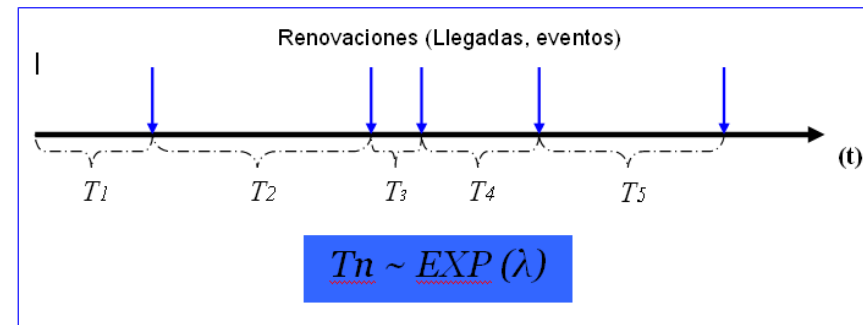 Renovaciones (Llegadas, eventos)
(t)
T1 T2 T3 T4 T5
Tn ~ EXP (λ)